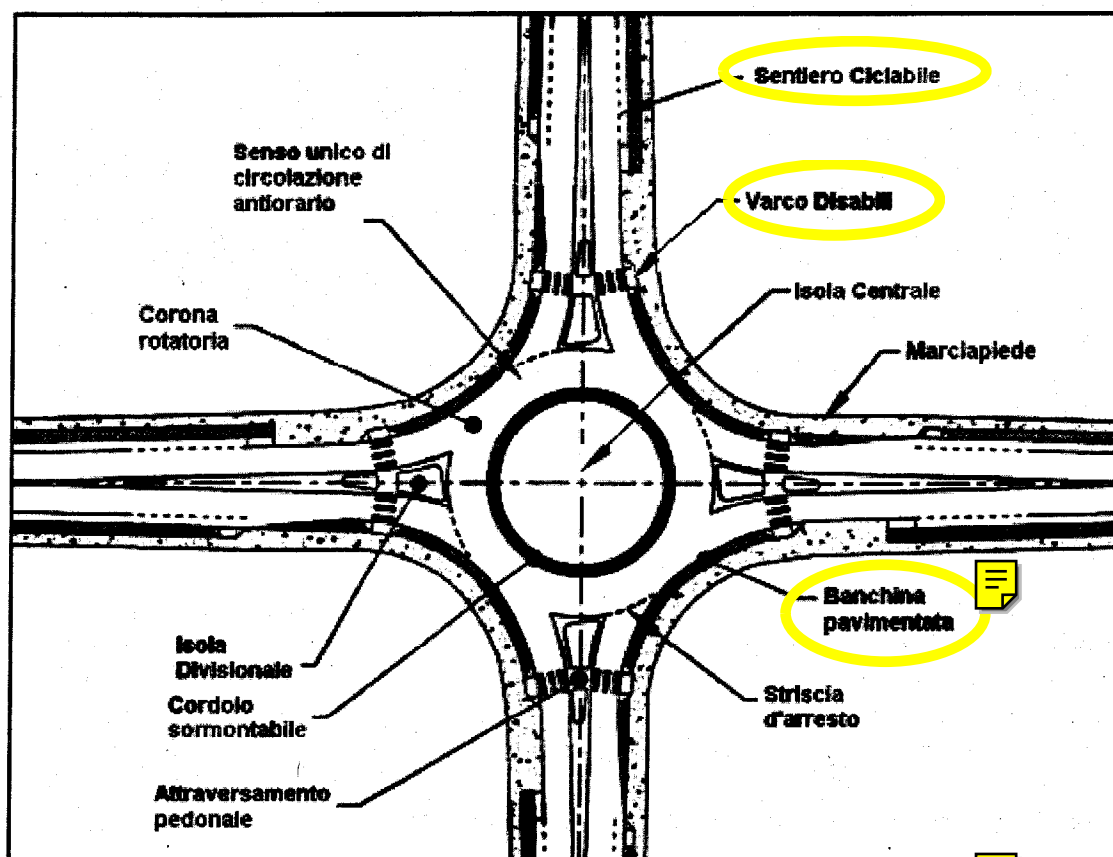 Sentiero Ciclabile
Senso unico di
circolazione
antiorario
Varco Disabili
Isola Centrale
Corona
rotatoria
Marciapiede
Banchina
pavimentata
Isola
Divisionale
Striscia
d'arresto
Cordolo
sormontabile
Attraversamento
pedonale